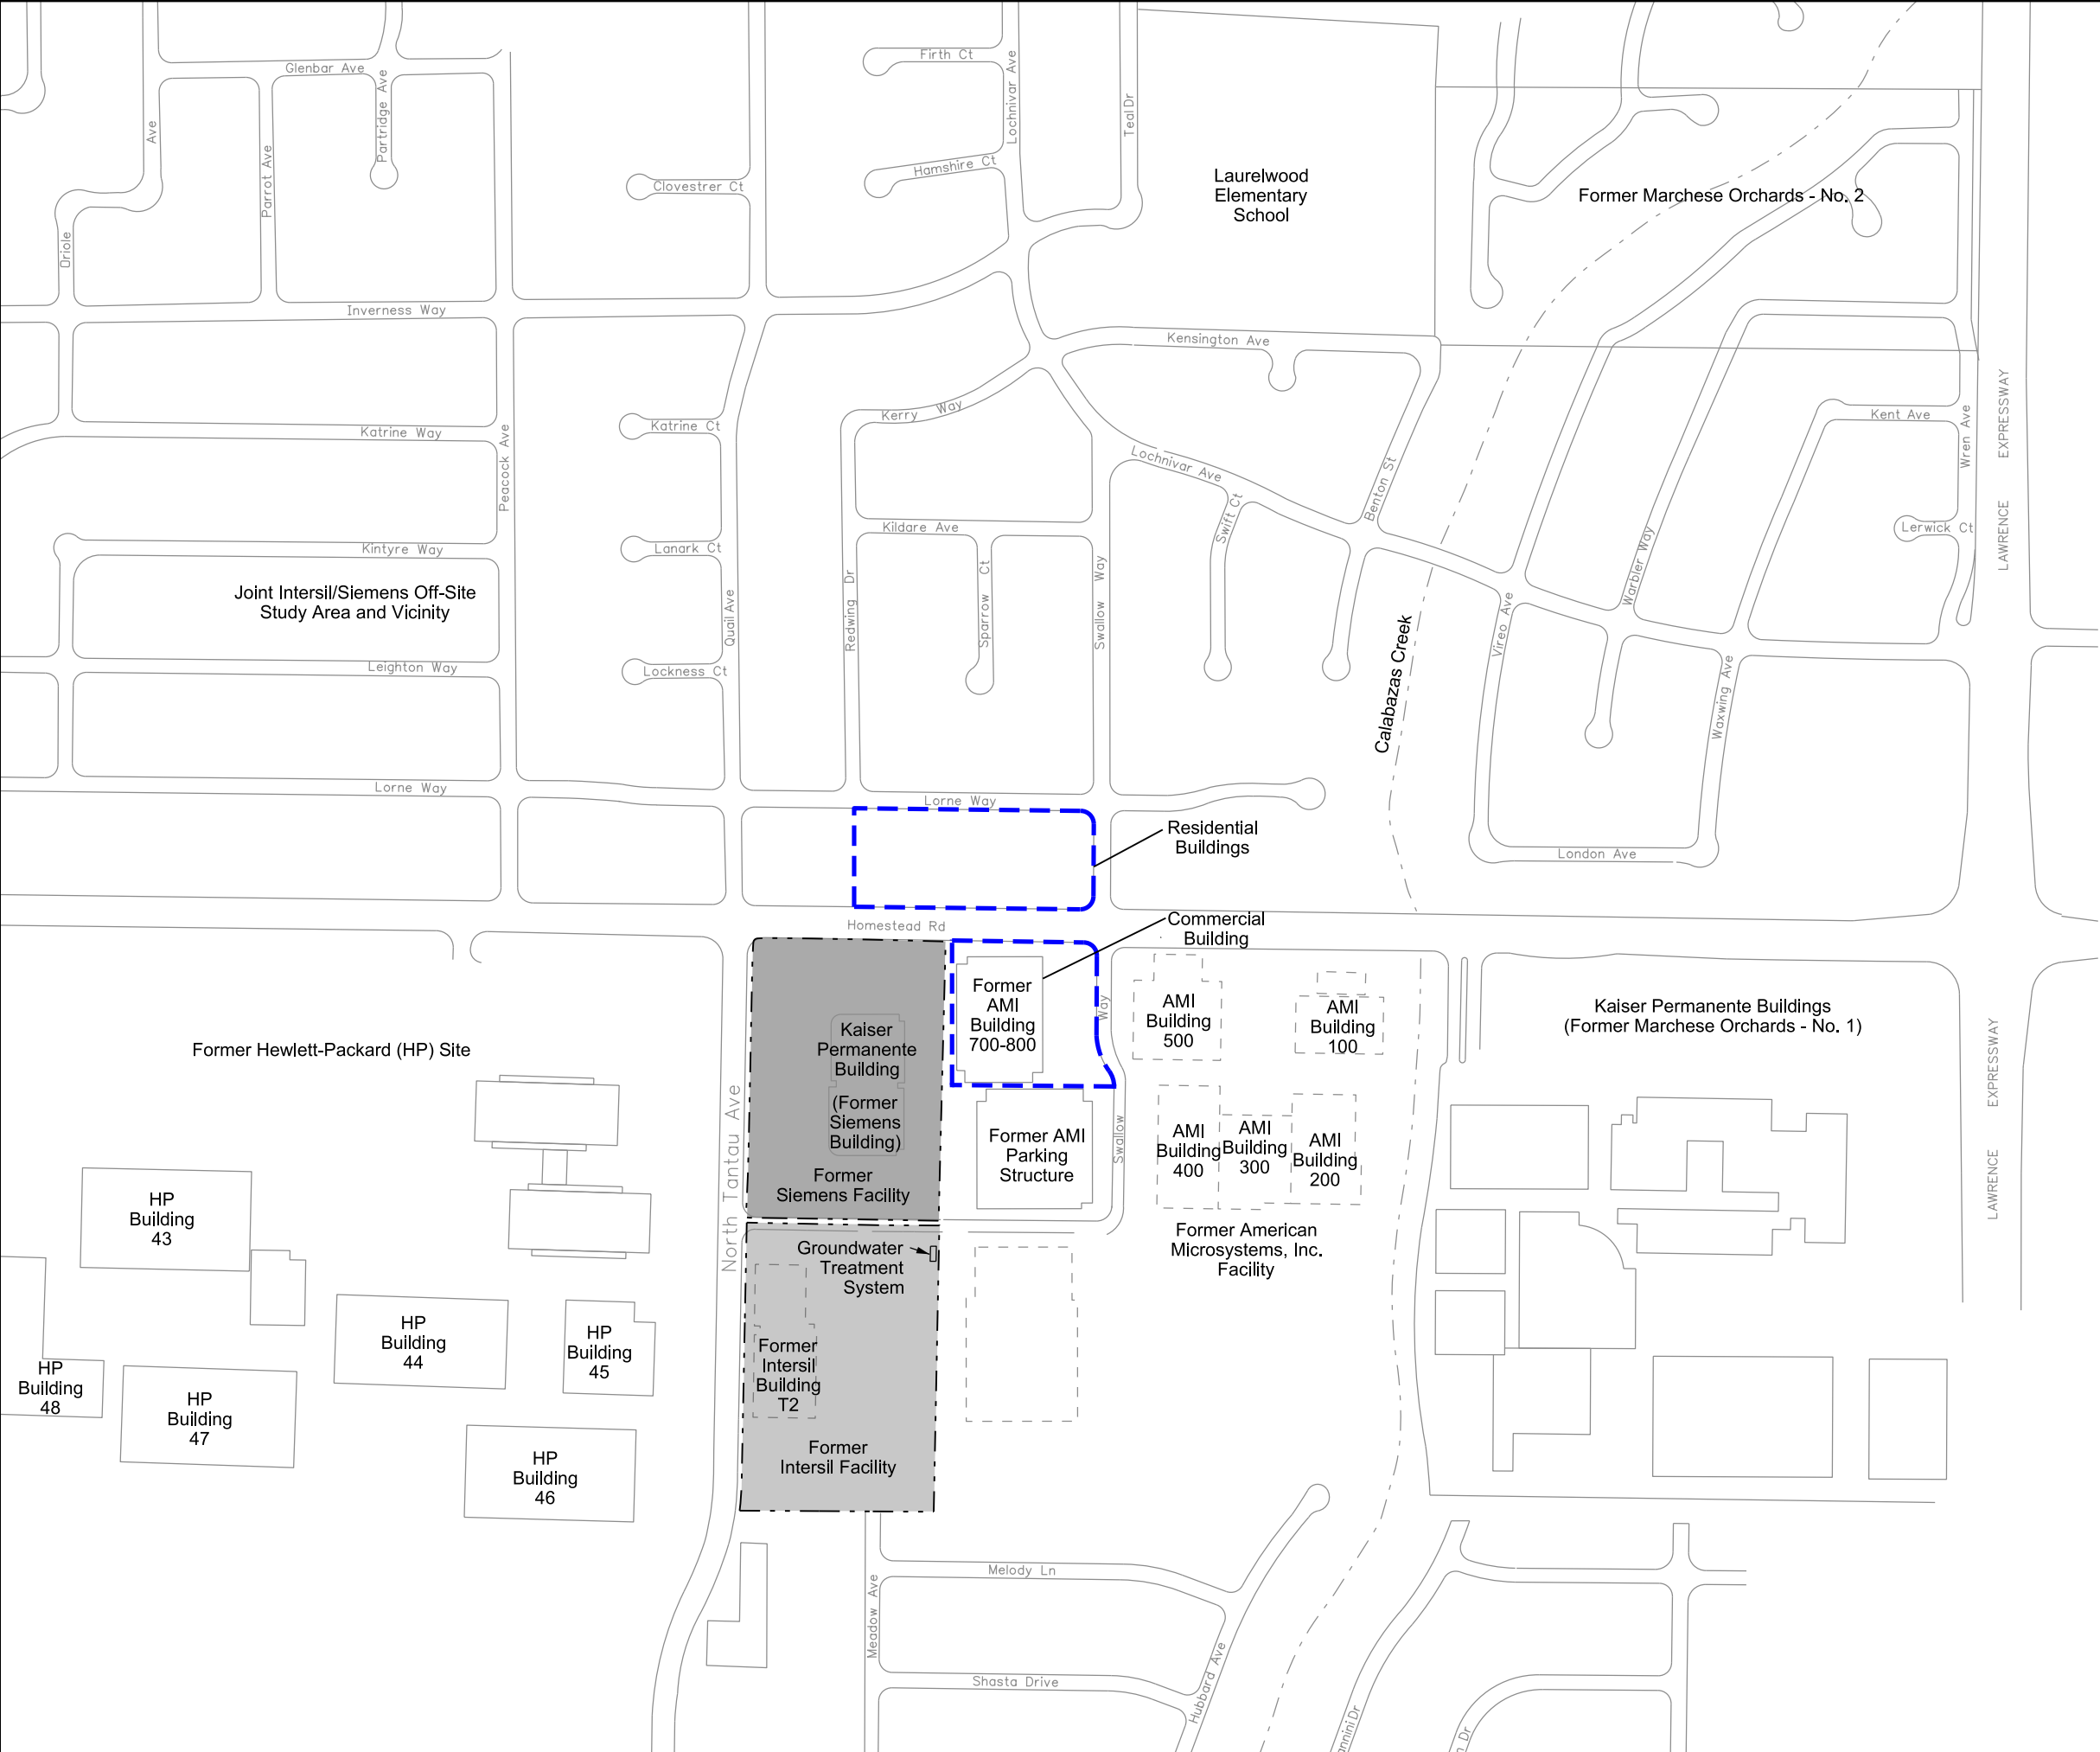 Glenbar Ave
Partridge Ave
Ave
Parrot Ave
Oriole
Firth Ct
Lochnivar Ave
Teal Dr
Hamshire Ct
Clovestrer Ct
Laurelwood
Elementary
School
Former Marchese Orchards - No. 2
Inverness Way
Kensington Ave
Katrine Way
Peacock Ave
Katrine Ct
Kerry Way
Lochnivar Ave
Benton St
Swift Ct
Kent Ave
Wren Ave
LAWRENCE EXPRESSWAY
Lerwick Ct
Kintyre Way
Lanark Ct
Kildare Ave
Joint Intersil/Siemens Off-Site
Study Area and Vicinity
Quail Ave
Redwing Dr
Sparrow Ct
Swallow Way
Warbler Way
Vireo Ave
Waxwing Ave
Calabazas Creek
Leighton Way
Lockness Ct
Lorne Way
Lorne Way
Residential
Buildings
London Ave
Homestead Rd
Commercial
Building
Former Hewlett-Packard (HP) Site
Kaiser
Permanente
Building
(Former
Siemens
Building)
Former
Siemens Facility
Former
AMI
Building
700-800
Way
Swallow
AMI
Building
500
AMI
Building
100
Kaiser Permanente Buildings
(Former Marchese Orchards - No. 1)
LAWRENCE EXPRESSWAY
North Tantau Ave
Former AMI
Parking
Structure
AMI
Building
400
AMI
Building
300
AMI
Building
200
Former American
Microsystems, Inc.
Facility
HP
Building
43
Groundwater
Treatment
System
HP
Building
44
HP
Building
45
HP
Building
48
HP
Building
47
HP
Building
46
Former
Intersil
Building
T2
Former
Intersil Facility
Melody Ln
Meadow Ave
Shasta Drive
Hubbard Ave
nnini Dr
Dr